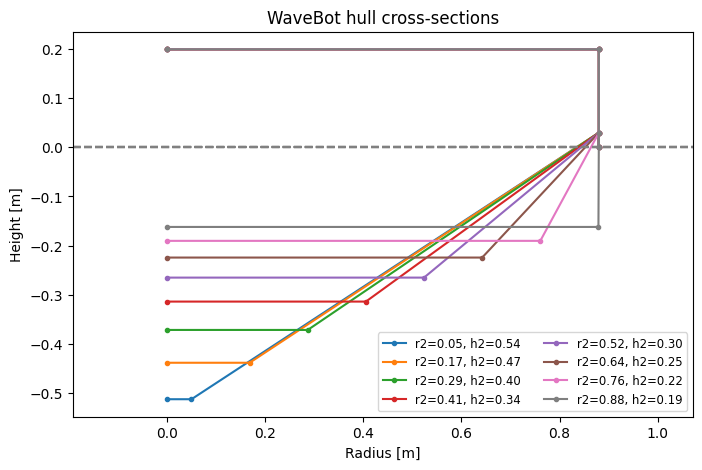 WaveBot hull cross-sections
Height [m]
0.2
0.1
0.0
−0.1
−0.2
−0.3
−0.4
−0.5
r2=0.05, h2=0.54
r2=0.17, h2=0.47
r2=0.29, h2=0.40
r2=0.41, h2=0.34
r2=0.52, h2=0.30
r2=0.64, h2=0.25
r2=0.76, h2=0.22
r2=0.88, h2=0.19
0.0 0.2 0.4 0.6 0.8 1.0
Radius [m]